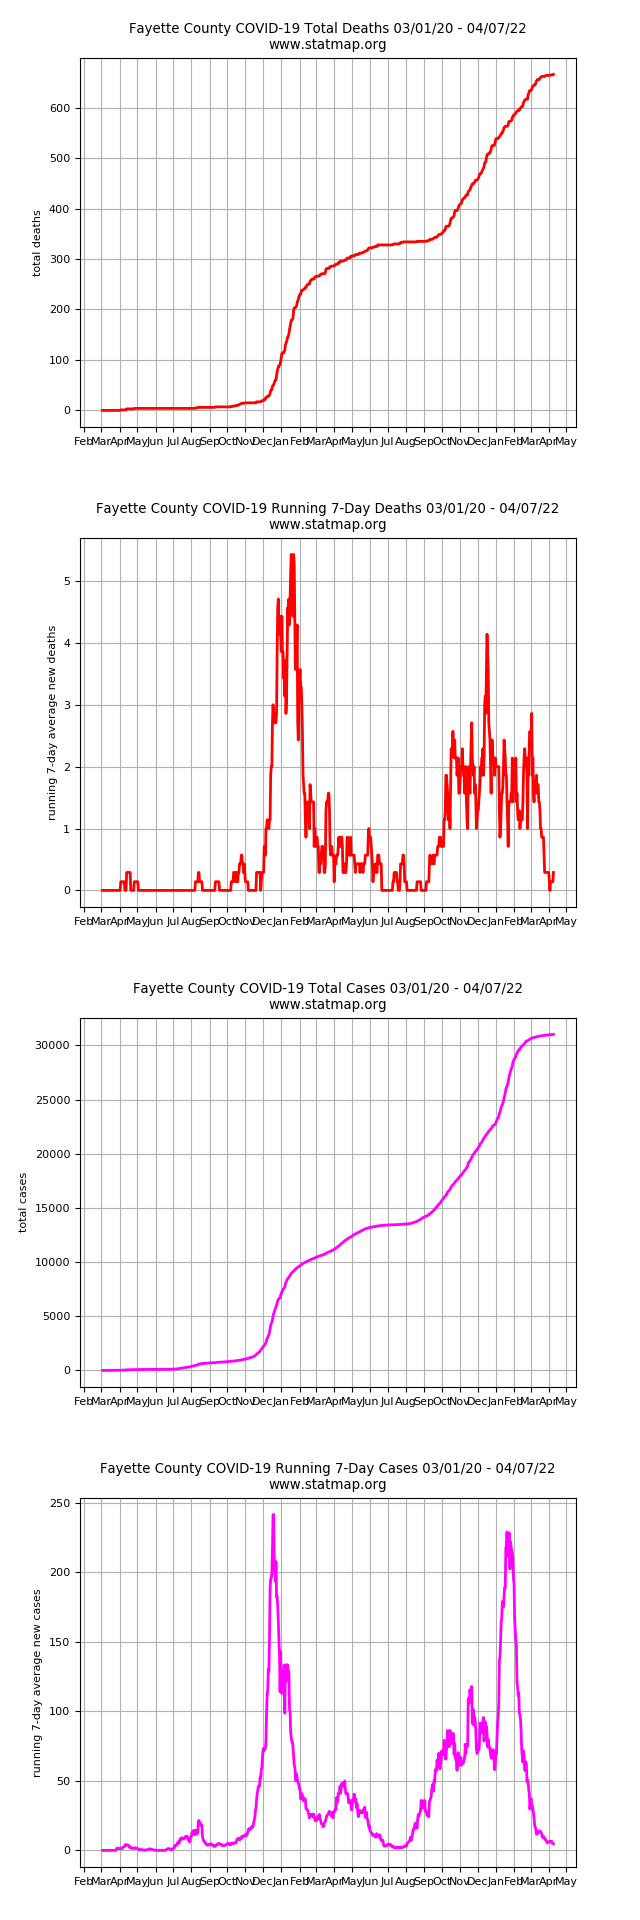 Fayette County COVID-19 Total Deaths 03/01/20 - 04/07/22
www.statmap.org
600
500
400
300
200
100
0
total deaths
Feb Mar Apr May Jun Jul Aug Sep Oct Nov Dec Jan Feb Mar Apr May Jun Jul Aug Sep Oct Nov Dec Jan Feb Mar Apr May
Fayette County COVID-19 Running 7-Day Deaths 03/01/20 - 04/07/22
www.statmap.org
5
4
3
2
1
0
running 7-day average new deaths
Feb Mar Apr May Jun Jul Aug Sep Oct Nov Dec Jan Feb Mar Apr May Jun Jul Aug Sep Oct Nov Dec Jan Feb Mar Apr May
Fayette County COVID-19 Total Cases 03/01/20 - 04/07/22
www.statmap.org
30000
25000
20000
15000
10000
5000
0
total cases
Feb Mar Apr May Jun Jul Aug Sep Oct Nov Dec Jan Feb Mar Apr May Jun Jul Aug Sep Oct Nov Dec Jan Feb Mar Apr May
Fayette County COVID-19 Running 7-Day Cases 03/01/20 - 04/07/22
www.statmap.org
250
200
150
100
50
0
running 7-day average new cases
Feb Mar Apr May Jun Jul Aug Sep Oct Nov Dec Jan Feb Mar Apr May Jun Jul Aug Sep Oct Nov Dec Jan Feb Mar Apr May